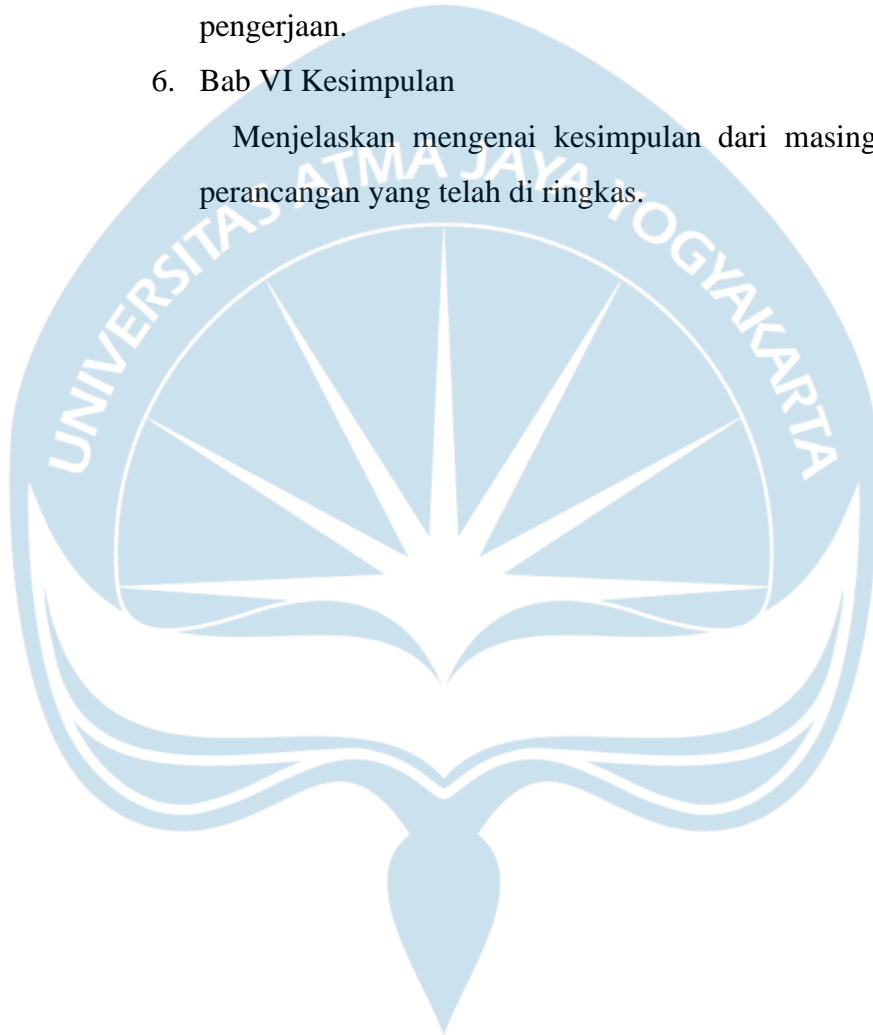 pengerjaan.
6. Bab VI Kesimpulan
Menjelaskan mengenai kesimpulan dari masing
perancangan yang telah di ringkas.
UNIVERSITAS ATMA JAYA YOGYAKARTA